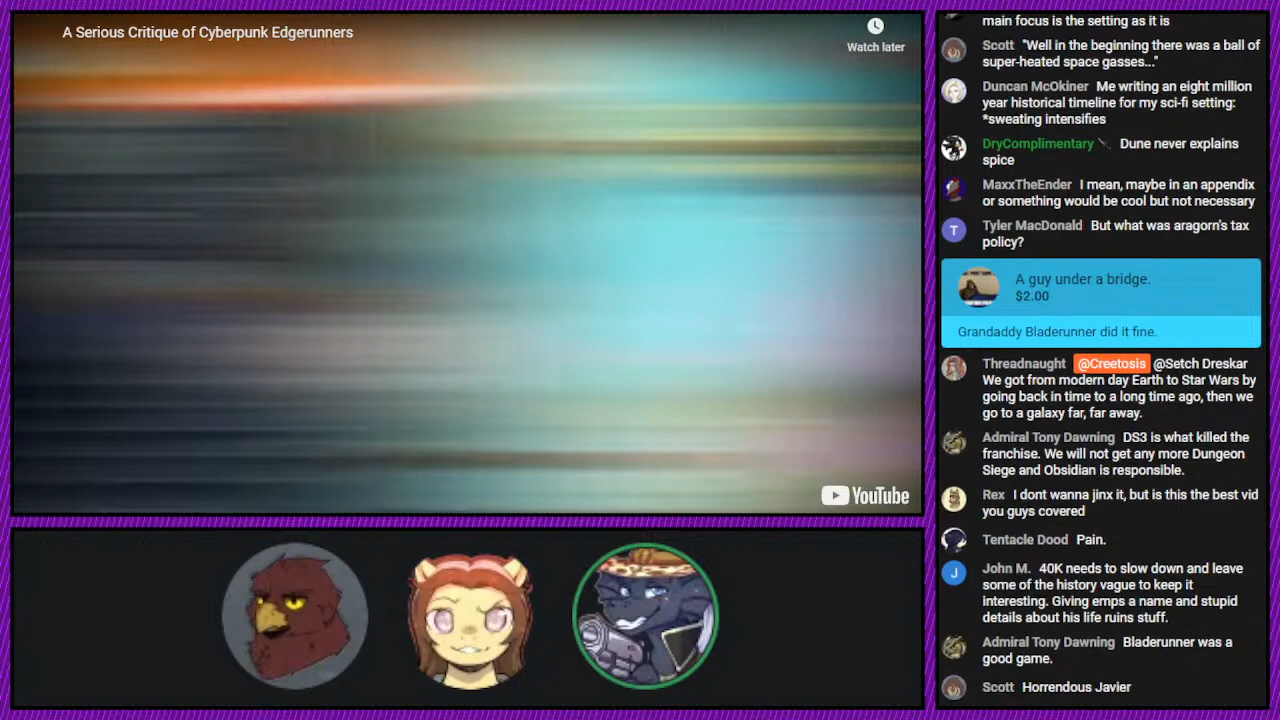 A Serious Critique of Cyberpunk Edgerunners
Watch later
YouTube
main focus is the setting as it is
Scott "Well in the beginning there was a ball of
super-heated space gasses..."
Duncan McOkiner Me writing an eight million
year historical timeline for my sci-fi setting:
*sweating intensifies
DryComplimentary Dune never explains
spice
MaxxTheEnder I mean, maybe in an appendix
or something would be cool but not necessary
T
Tyler MacDonald But what was aragorn's tax
policy?
A guy under a bridge.
$2.00
Grandaddy Bladerunner did it fine.
Threadnaught @Creetosis @Setch Dreskar
We got from modern day Earth to Star Wars by
going back in time to a long time ago, then we
go to a galaxy far, far away.
Admiral Tony Dawning DS3 is what killed the
franchise. We will not get any more Dungeon
Siege and Obsidian is responsible.
Rex I dont wanna jinx it, but is this the best vid
you guys covered
Tentacle Dood Pain.
J
John M. 40K needs to slow down and leave
some of the history vague to keep it
interesting. Giving emps a name and stupid
details about his life ruins stuff.
Admiral Tony Dawning Bladerunner was a
good game.
Scott Horrendous Javier